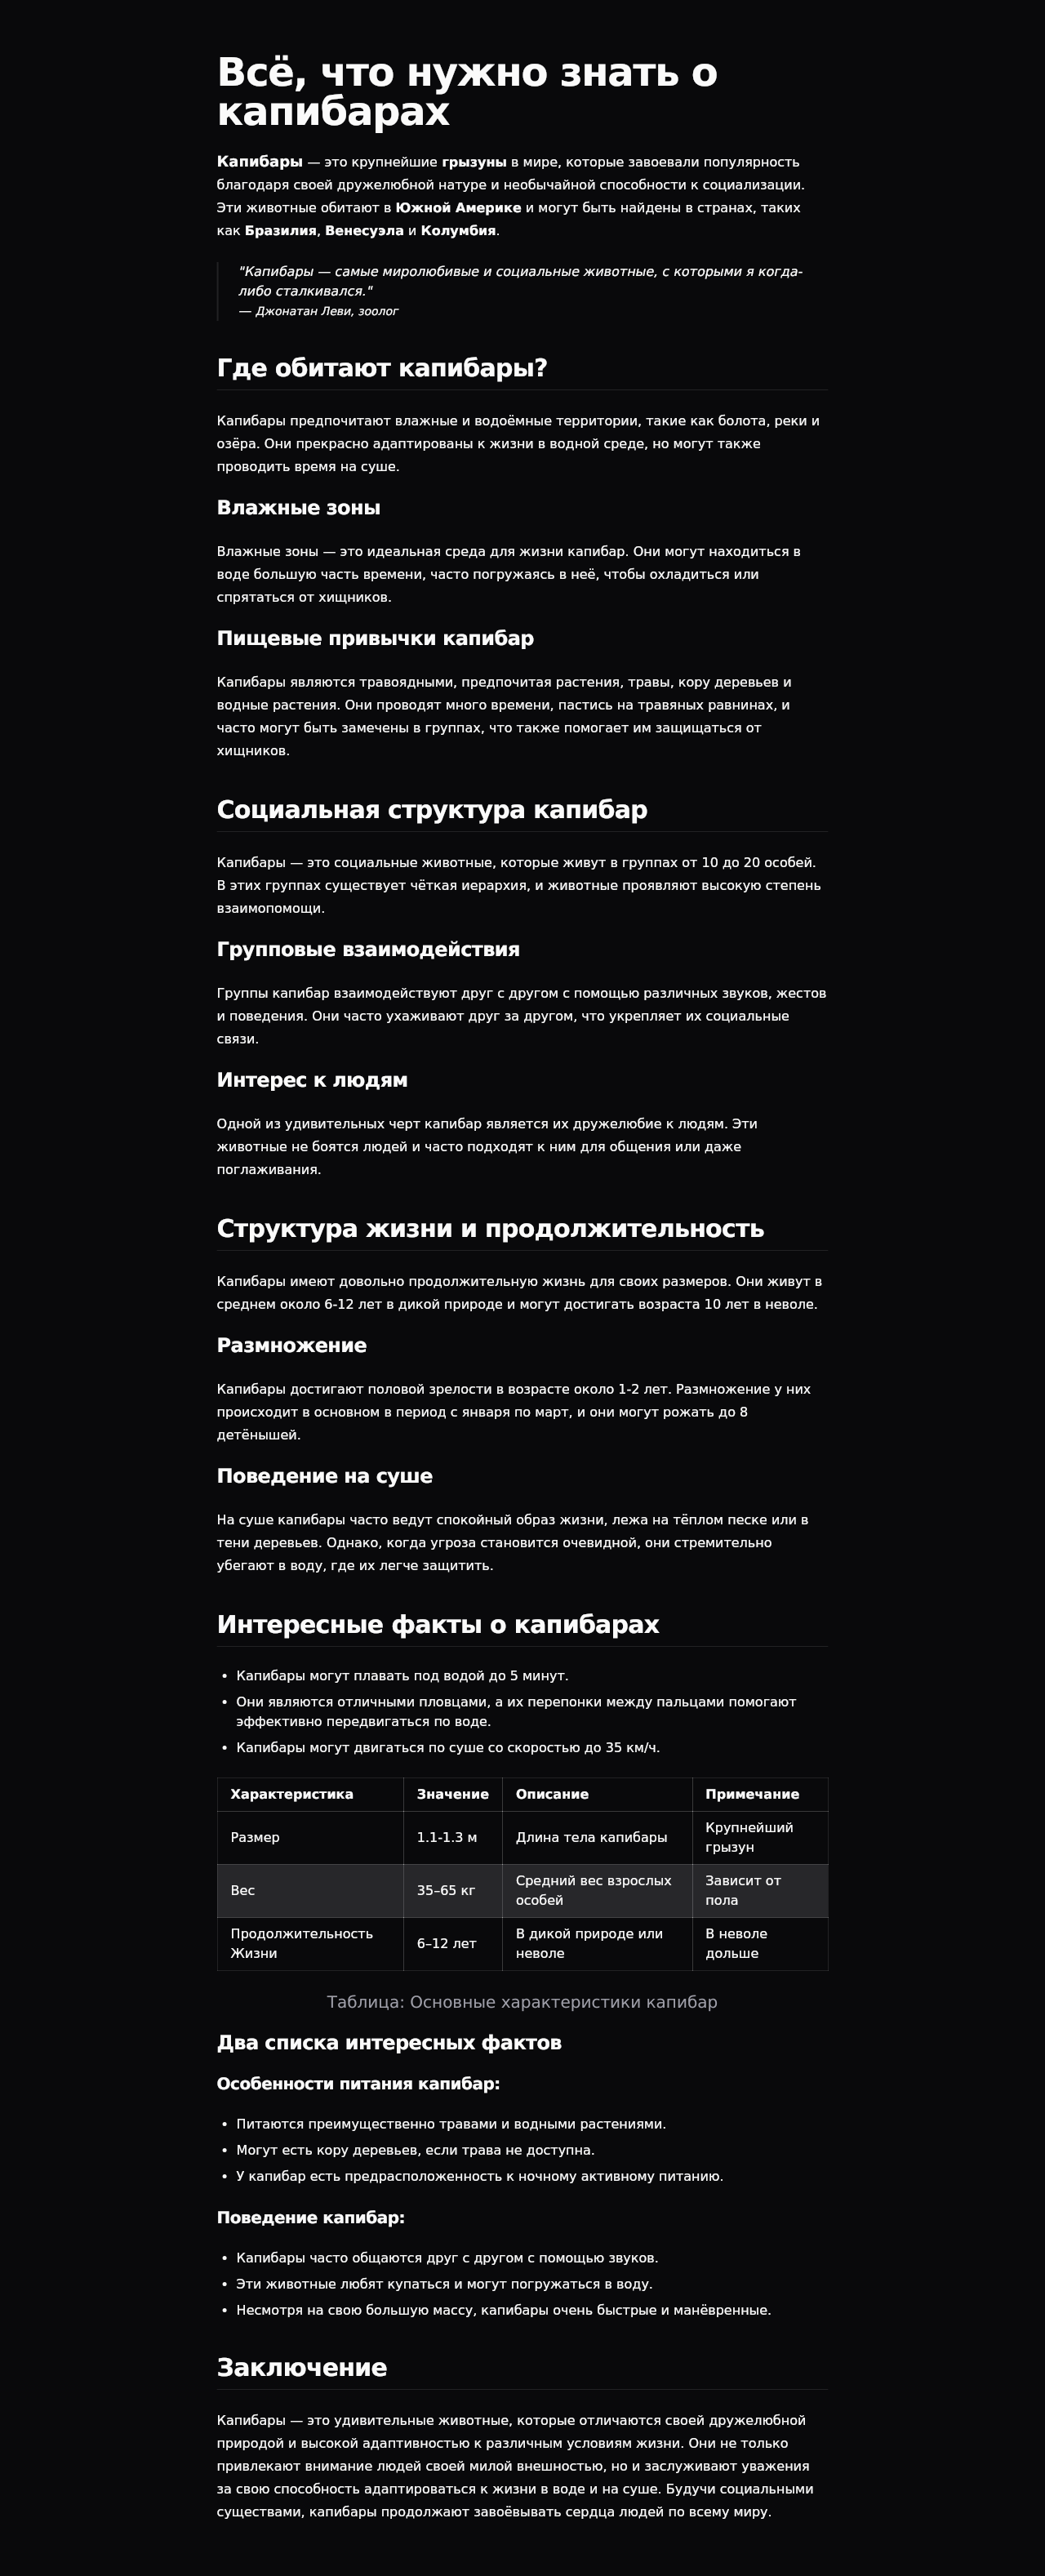 Всё, что нужно знать о
капибарах
Капибары — это крупнейшие грызуны в мире, которые завоевали популярность
благодаря своей дружелюбной натуре и необычайной способности к социализации.
Эти животные обитают в Южной Америке и могут быть найдены в странах, таких
как Бразилия, Венесуэла и Колумбия.
"Капибары — самые миролюбивые и социальные животные, с которыми я когда-
либо сталкивался."
— Джонатан Леви, зоолог
Где обитают капибары?
Капибары предпочитают влажные и водоёмные территории, такие как болота, реки и
озёра. Они прекрасно адаптированы к жизни в водной среде, но могут также
проводить время на суше.
Влажные зоны
Влажные зоны — это идеальная среда для жизни капибар. Они могут находиться в
воде большую часть времени, часто погружаясь в неё, чтобы охладиться или
спрятаться от хищников.
Пищевые привычки капибар
Капибары являются травоядными, предпочитая растения, травы, кору деревьев и
водные растения. Они проводят много времени, пастись на травяных равнинах, и
часто могут быть замечены в группах, что также помогает им защищаться от
хищников.
Социальная структура капибар
Капибары — это социальные животные, которые живут в группах от 10 до 20 особей.
В этих группах существует чёткая иерархия, и животные проявляют высокую степень
взаимопомощи.
Групповые взаимодействия
Группы капибар взаимодействуют друг с другом с помощью различных звуков, жестов
и поведения. Они часто ухаживают друг за другом, что укрепляет их социальные
связи.
Интерес к людям
Одной из удивительных черт капибар является их дружелюбие к людям. Эти
животные не боятся людей и часто подходят к ним для общения или даже
поглаживания.
Структура жизни и продолжительность
Капибары имеют довольно продолжительную жизнь для своих размеров. Они живут в
среднем около 6-12 лет в дикой природе и могут достигать возраста 10 лет в неволе.
Размножение
Капибары достигают половой зрелости в возрасте около 1-2 лет. Размножение у них
происходит в основном в период с января по март, и они могут рожать до 8
детёнышей.
Поведение на суше
На суше капибары часто ведут спокойный образ жизни, лежа на тёплом песке или в
тени деревьев. Однако, когда угроза становится очевидной, они стремительно
убегают в воду, где их легче защитить.
Интересные факты о капибарах
• Капибары могут плавать под водой до 5 минут.
• Они являются отличными пловцами, а их перепонки между пальцами помогают
эффективно передвигаться по воде.
• Капибары могут двигаться по суше со скоростью до 35 км/ч.
Характеристика Значение Описание Примечание
Размер 1.1-1.3 м Длина тела капибары Крупнейший
грызун
Вес 35–65 кг Средний вес взрослых
особей Зависит от
пола
Продолжительность
Жизни 6–12 лет В дикой природе или
неволе В неволе
дольше
Таблица: Основные характеристики капибар
Два списка интересных фактов
Особенности питания капибар:
• Питаются преимущественно травами и водными растениями.
• Могут есть кору деревьев, если трава не доступна.
• У капибар есть предрасположенность к ночному активному питанию.
Поведение капибар:
• Капибары часто общаются друг с другом с помощью звуков.
• Эти животные любят купаться и могут погружаться в воду.
• Несмотря на свою большую массу, капибары очень быстрые и манёвренные.
Заключение
Капибары — это удивительные животные, которые отличаются своей дружелюбной
природой и высокой адаптивностью к различным условиям жизни. Они не только
привлекают внимание людей своей милой внешностью, но и заслуживают уважения
за свою способность адаптироваться к жизни в воде и на суше. Будучи социальными
существами, капибары продолжают завоёвывать сердца людей по всему миру.